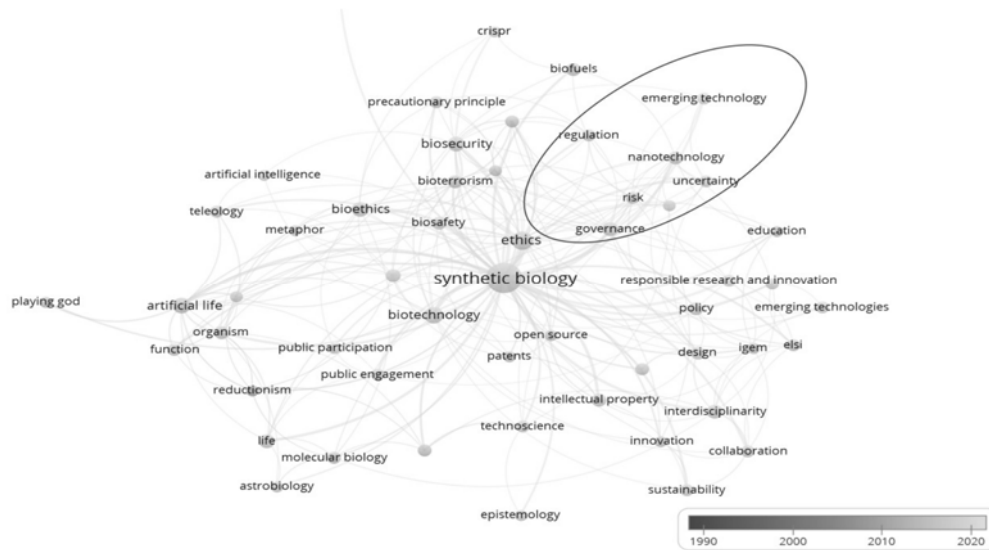 crispr
biofuels
emerging technology
precautionary principle
regulation
biosecurity
nanotechnology
artificial intelligence
bioterrorism
uncertainty
risk
teleology
bioethics
metaphor
biosafety
governance
education
ethics
synthetic biology
responsible research and innovation
playing god
artificial life
policy
emerging technologies
biotechnology
organism
open source
function
public participation
patents
design
igem
elsi
public engagement
reductionism
intellectual property
interdisciplinarity
technoscience
life
innovation
collaboration
molecular biology
astrobiology
sustainability
epistemology
1990
2000
2010
2020